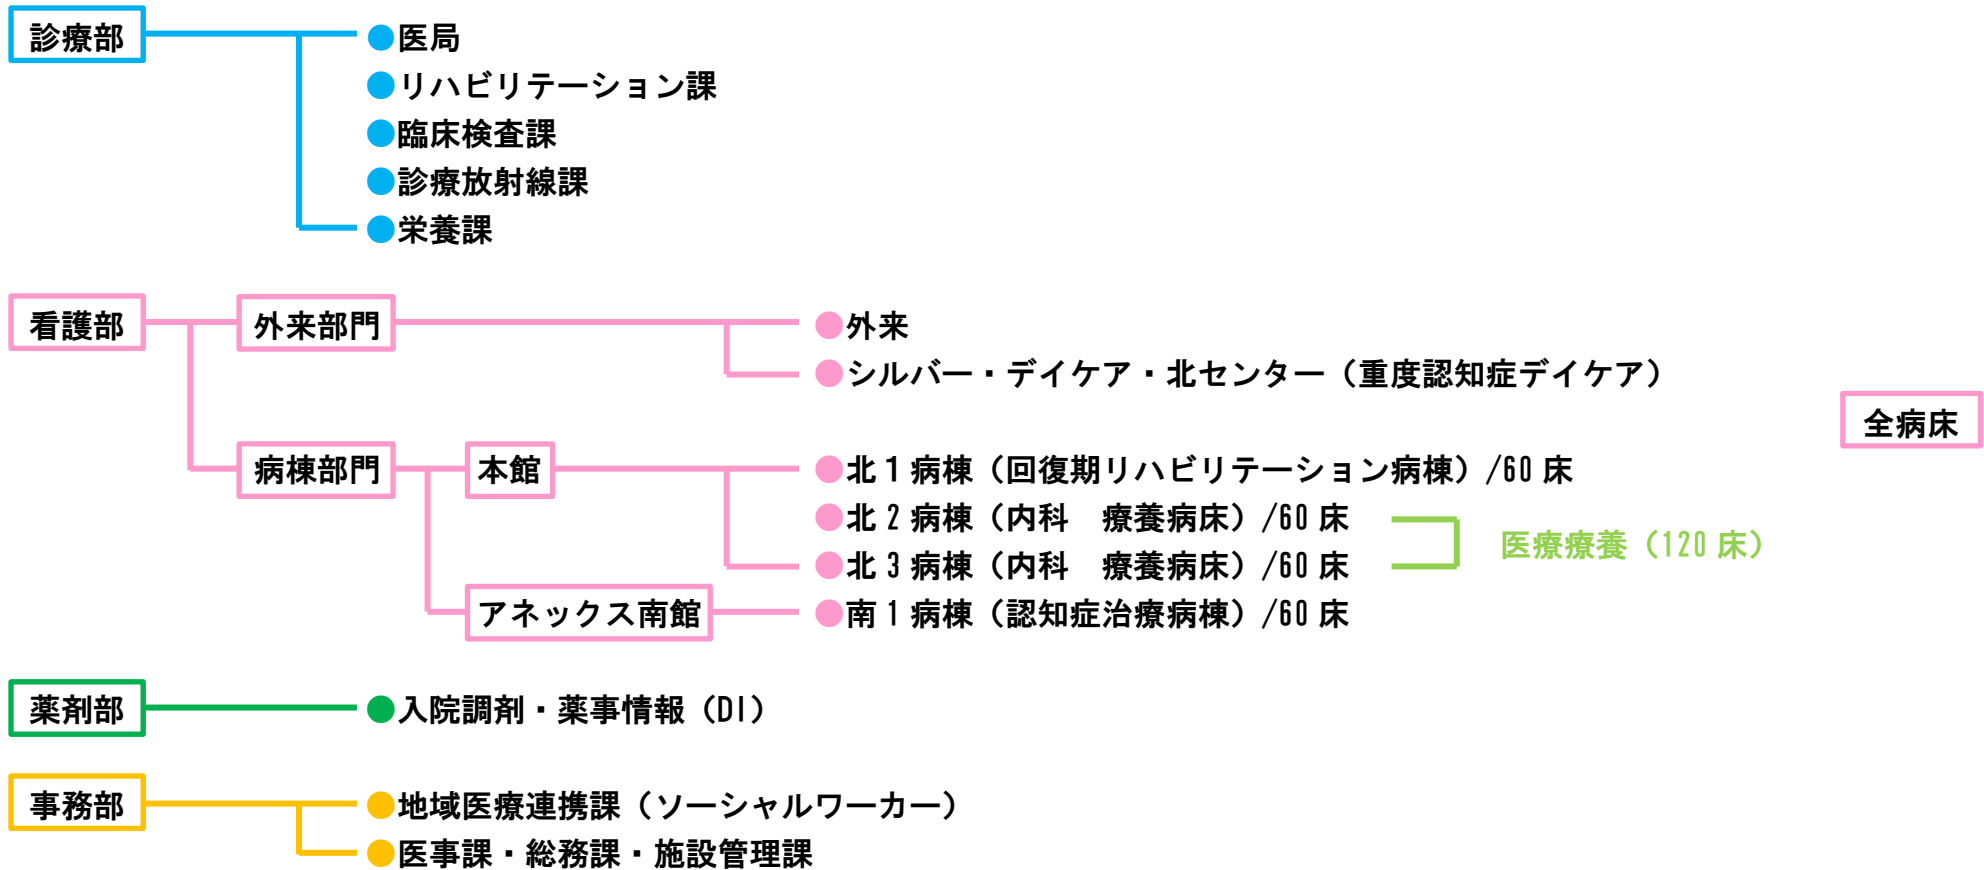 診療部 ●医局
●リハビリテーション課
●臨床検査課
●診療放射線課
●栄養課
看護部 外来部門 ●外来
●シルバー・デイケア・北センター（重度認知症デイケア）
全病床
病棟部門 本館 ●北1病棟（回復期リハビリテーション病棟）/60床
●北2病棟（内科　療養病床）/60床
医療療養（120床）
●北3病棟（内科　療養病床）/60床
アネックス南館 ●南1病棟（認知症治療病棟）/60床
薬剤部 ●入院調剤・薬事情報（DI）
事務部 ●地域医療連携課（ソーシャルワーカー）
●医事課・総務課・施設管理課